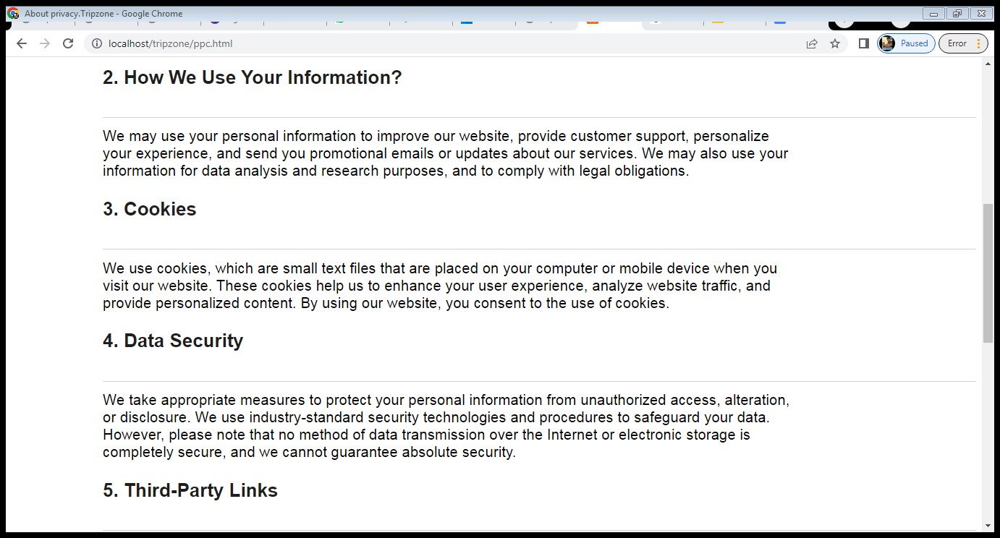 About privacy.Tripzone - Google Chrome
localhost/tripzone/ppc.html
Paused
Error
2. How We Use Your Information?
We may use your personal information to improve our website, provide customer support, personalize
your experience, and send you promotional emails or updates about our services. We may also use your
information for data analysis and research purposes, and to comply with legal obligations.
3. Cookies
We use cookies, which are small text files that are placed on your computer or mobile device when you
visit our website. These cookies help us to enhance your user experience, analyze website traffic, and
provide personalized content. By using our website, you consent to the use of cookies.
4. Data Security
We take appropriate measures to protect your personal information from unauthorized access, alteration,
or disclosure. We use industry-standard security technologies and procedures to safeguard your data.
However, please note that no method of data transmission over the Internet or electronic storage is
completely secure, and we cannot guarantee absolute security.
5. Third-Party Links